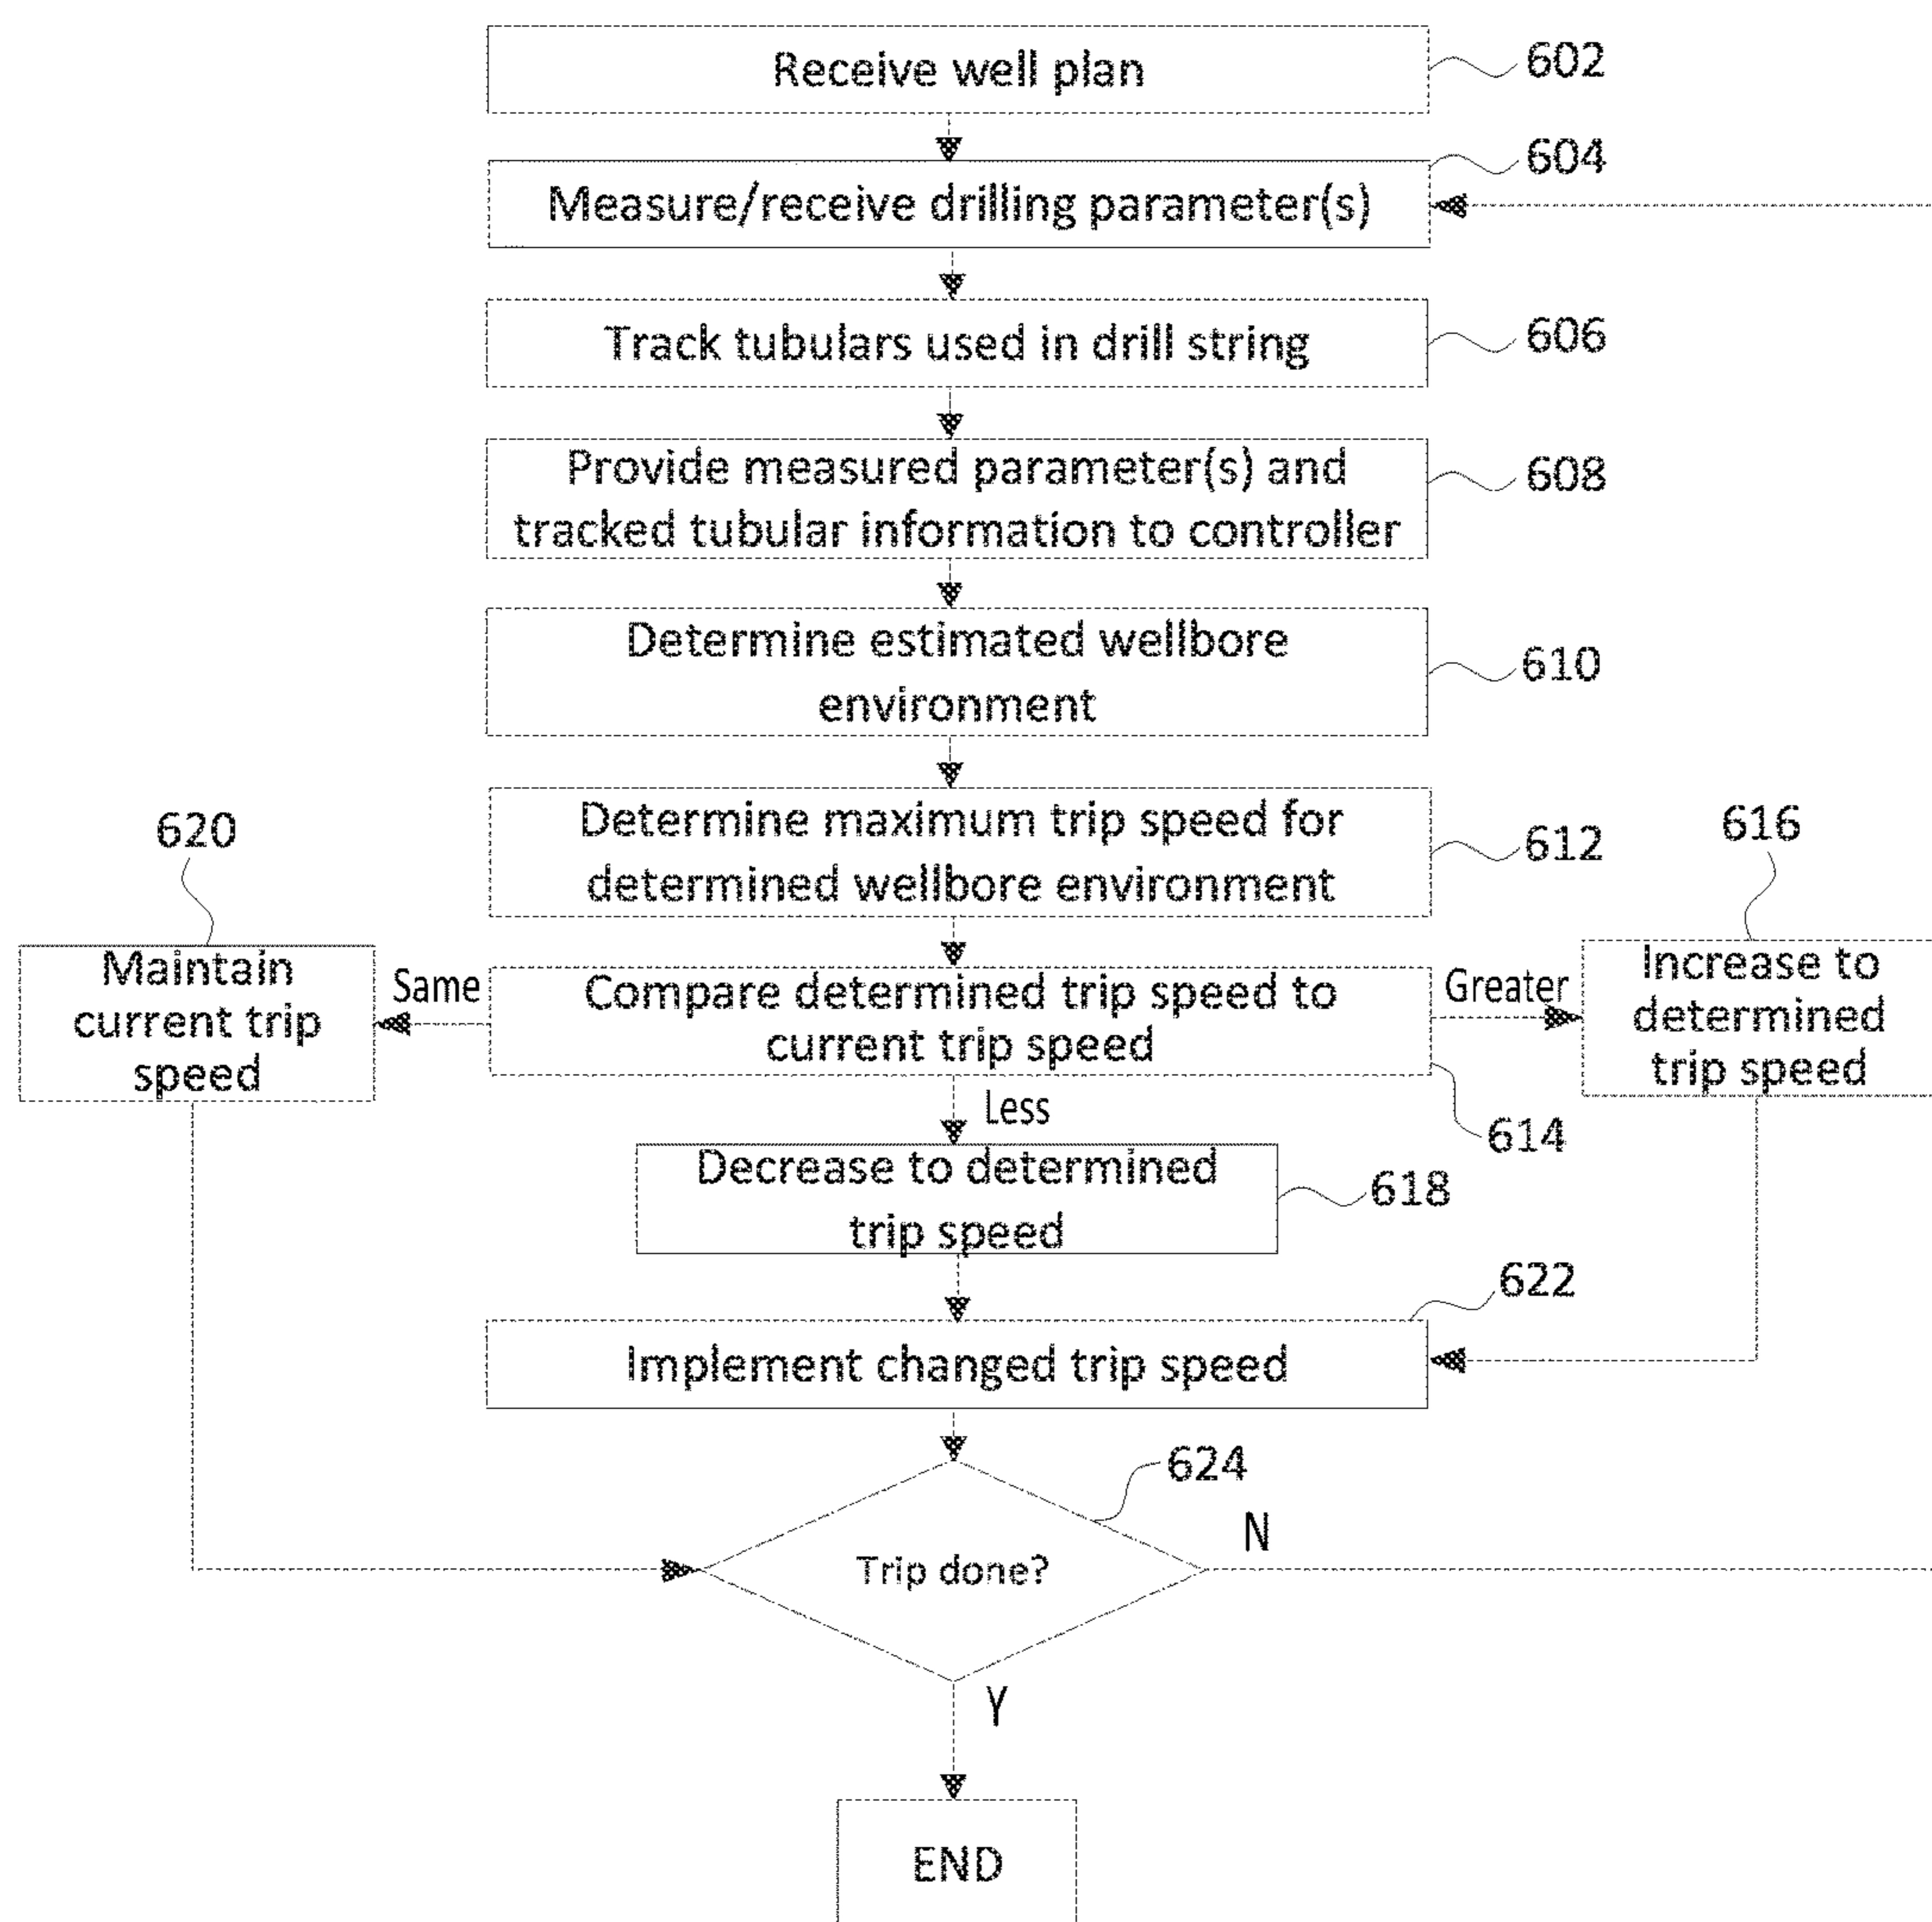 Receive well plan
602
604
Measure/receive drilling parameter(s)
Track tubulars used in drill string
606
Provide measured parameter(s) and
tracked tubular information to controller
608
Determine estimated wellbore
environment
610
Determine maximum trip speed for
determined wellbore environment
612
620
616
Maintain
current trip
speed
Same
Compare determined trip speed to
current trip speed
Greater
Increase to
determined
trip speed
614
Less
Decrease to determined
trip speed
618
622
Implement changed trip speed
624
Trip done?
N
Y
END